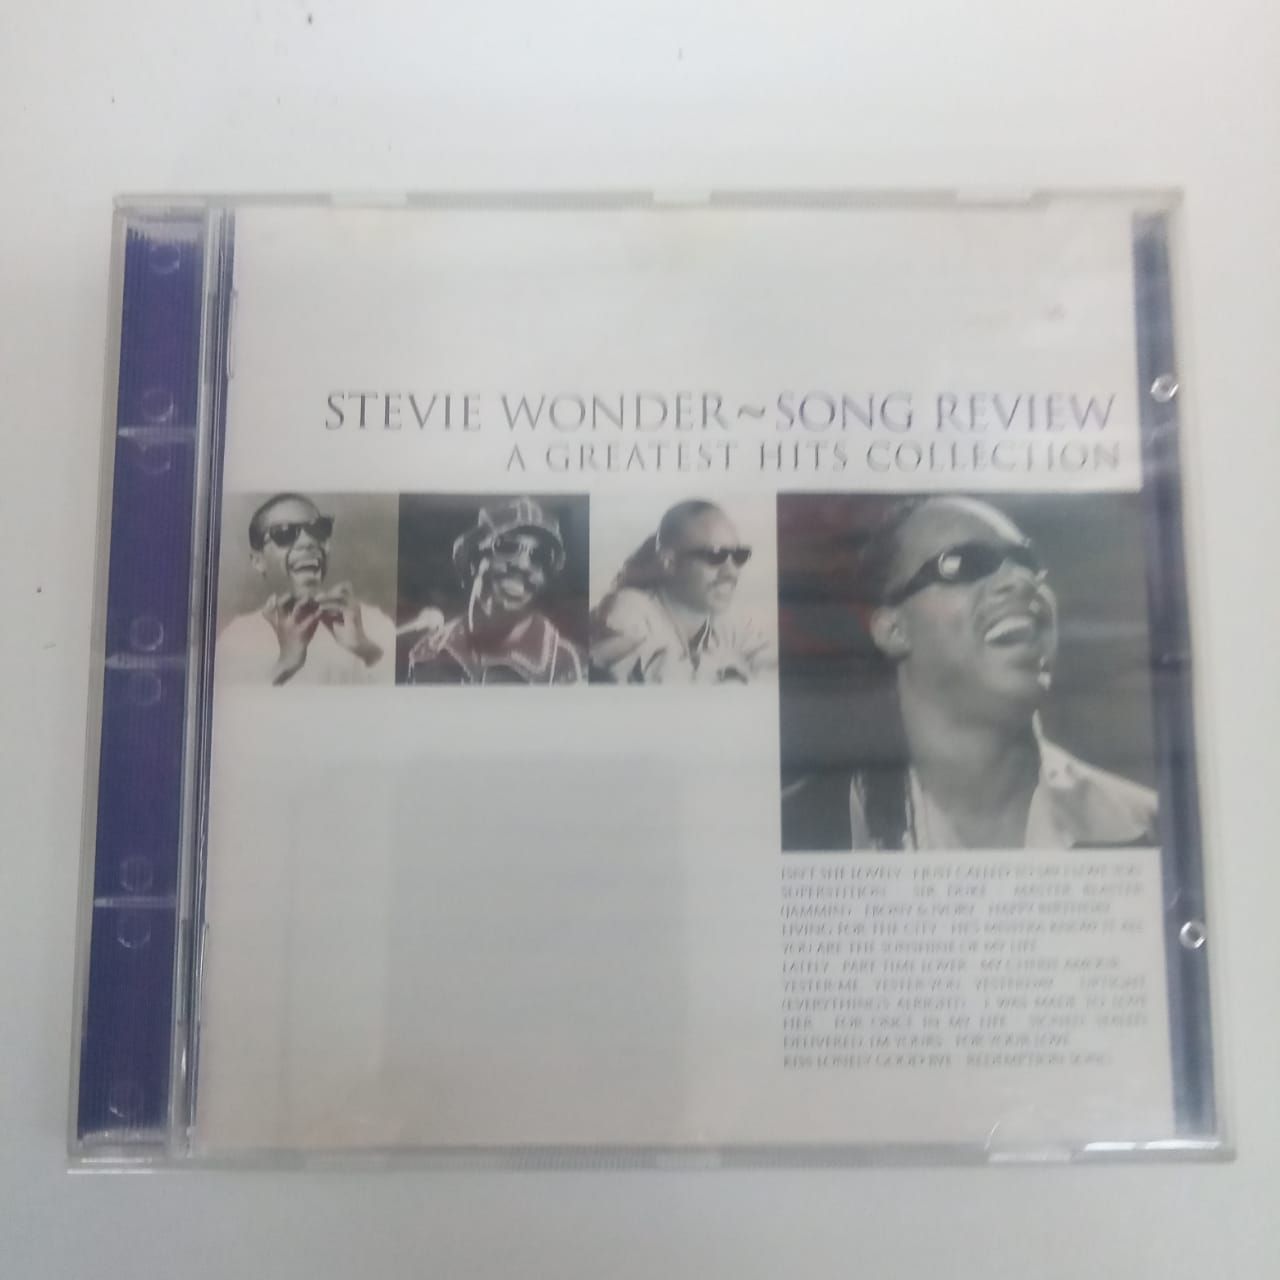 STEVIE WONDER~SONG REVIEW
A GREATEST HITS COLLECTION
ISN'T SHE LOVELY · I JUST CALLED TO SAY I LOVE YOU
SUPERSTITION · SIR DUKE · MASTER BLASTER
(JAMMIN') · EBONY & IVORY · HAPPY BIRTHDAY
LIVING FOR THE CITY · HE'S MISSTRA KNOW IT ALL
YOU ARE THE SUNSHINE OF MY LIFE
LATELY · PART TIME LOVER · MY CHERIE AMOUR
YESTER-ME YESTER-YOU YESTERDAY · UPTIGHT
(EVERYTHING'S ALRIGHT) · I WAS MADE TO LOVE
HER · FOR ONCE IN MY LIFE · SIGNED SEALED
DELIVERED I'M YOURS · FOR YOUR LOVE
KISS LONELY GOOD-BYE · REDEMPTION SONG